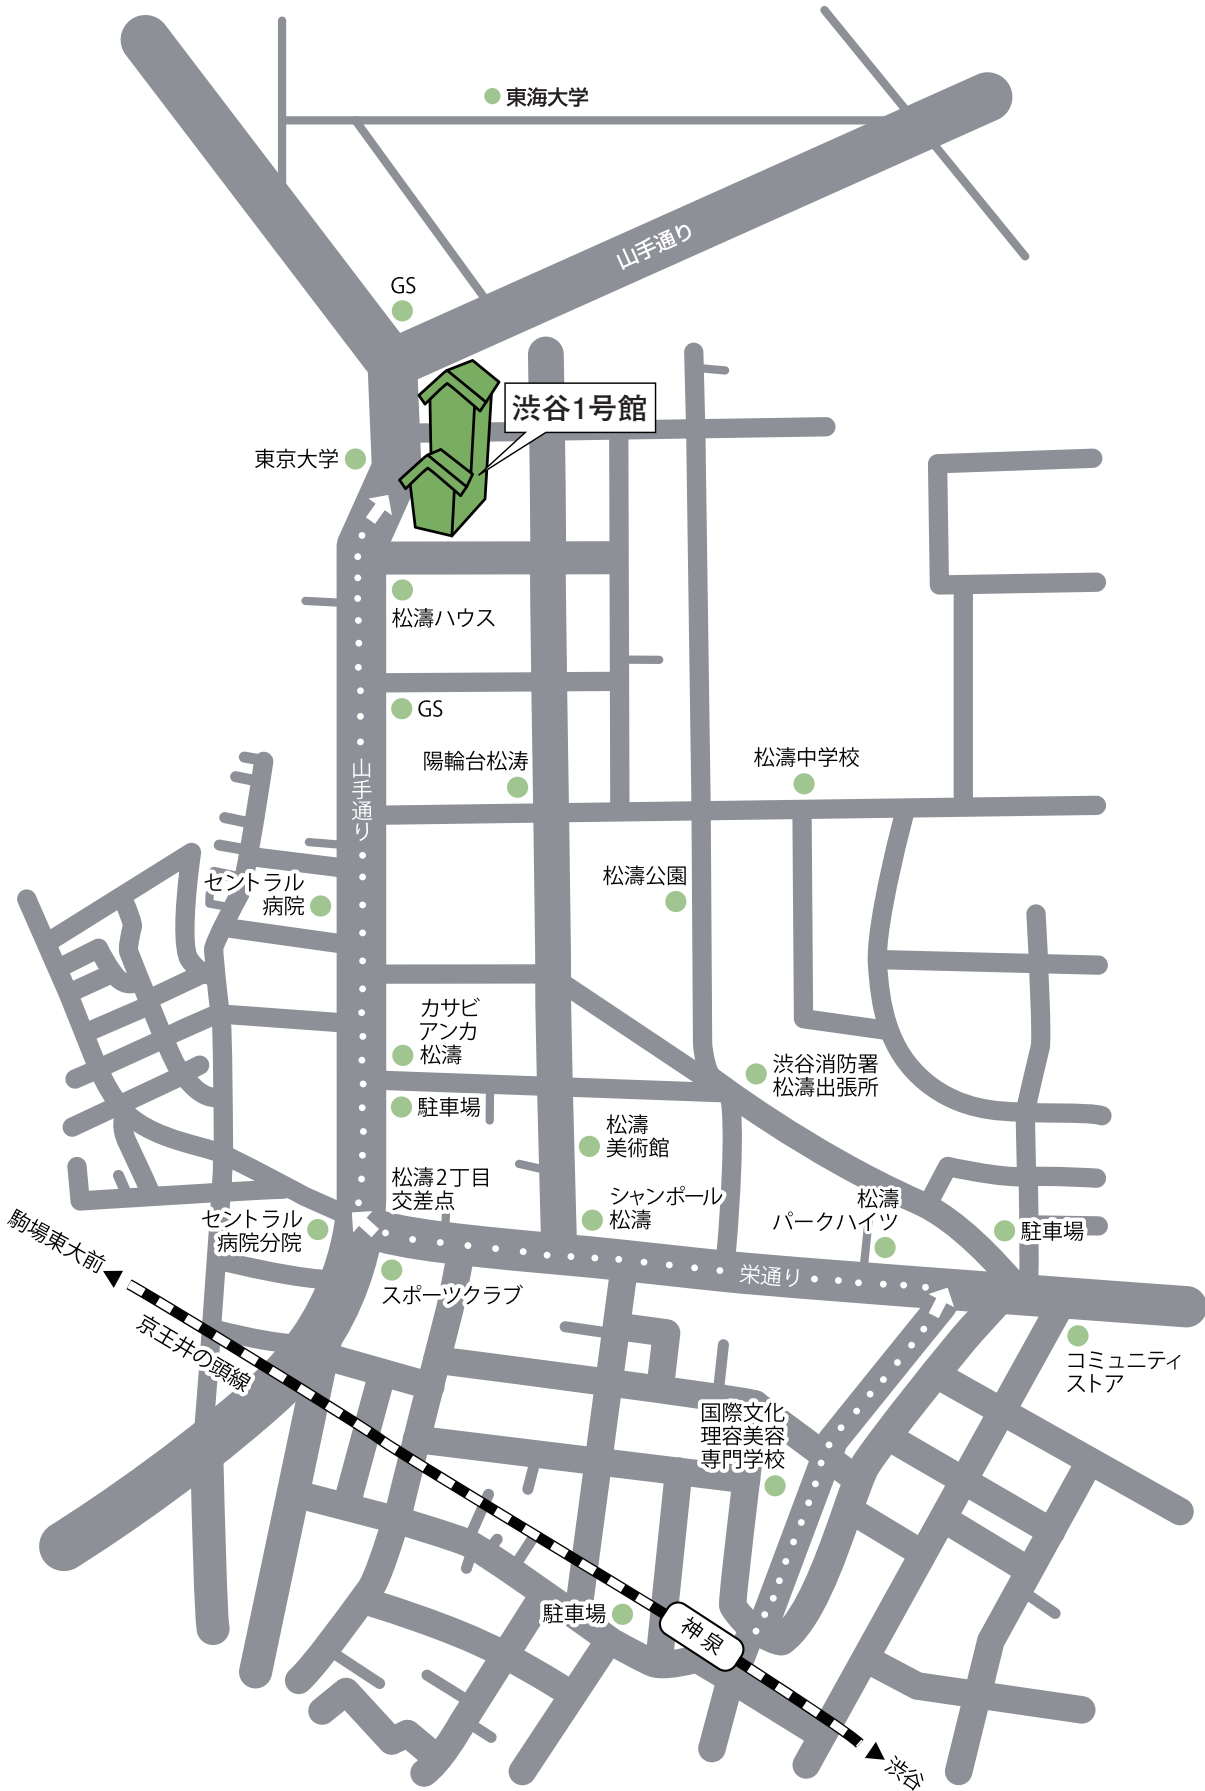 東海大学
山手通り
GS
渋谷1号館
東京大学
松濤ハウス
GS
陽輪台松涛
松濤中学校
山手通り
セントラル
病院
松濤公園
カサビ
アンカ
松濤
渋谷消防署
松濤出張所
駐車場
松濤
美術館
松濤2丁目
交差点
シャンポール
松濤
松濤
パークハイツ
駐車場
セントラル
病院分院
駒場東大前
栄通り
スポーツクラブ
京王井の頭線
コミュニティ
ストア
国際文化
理容美容
専門学校
駐車場
神泉
渋谷